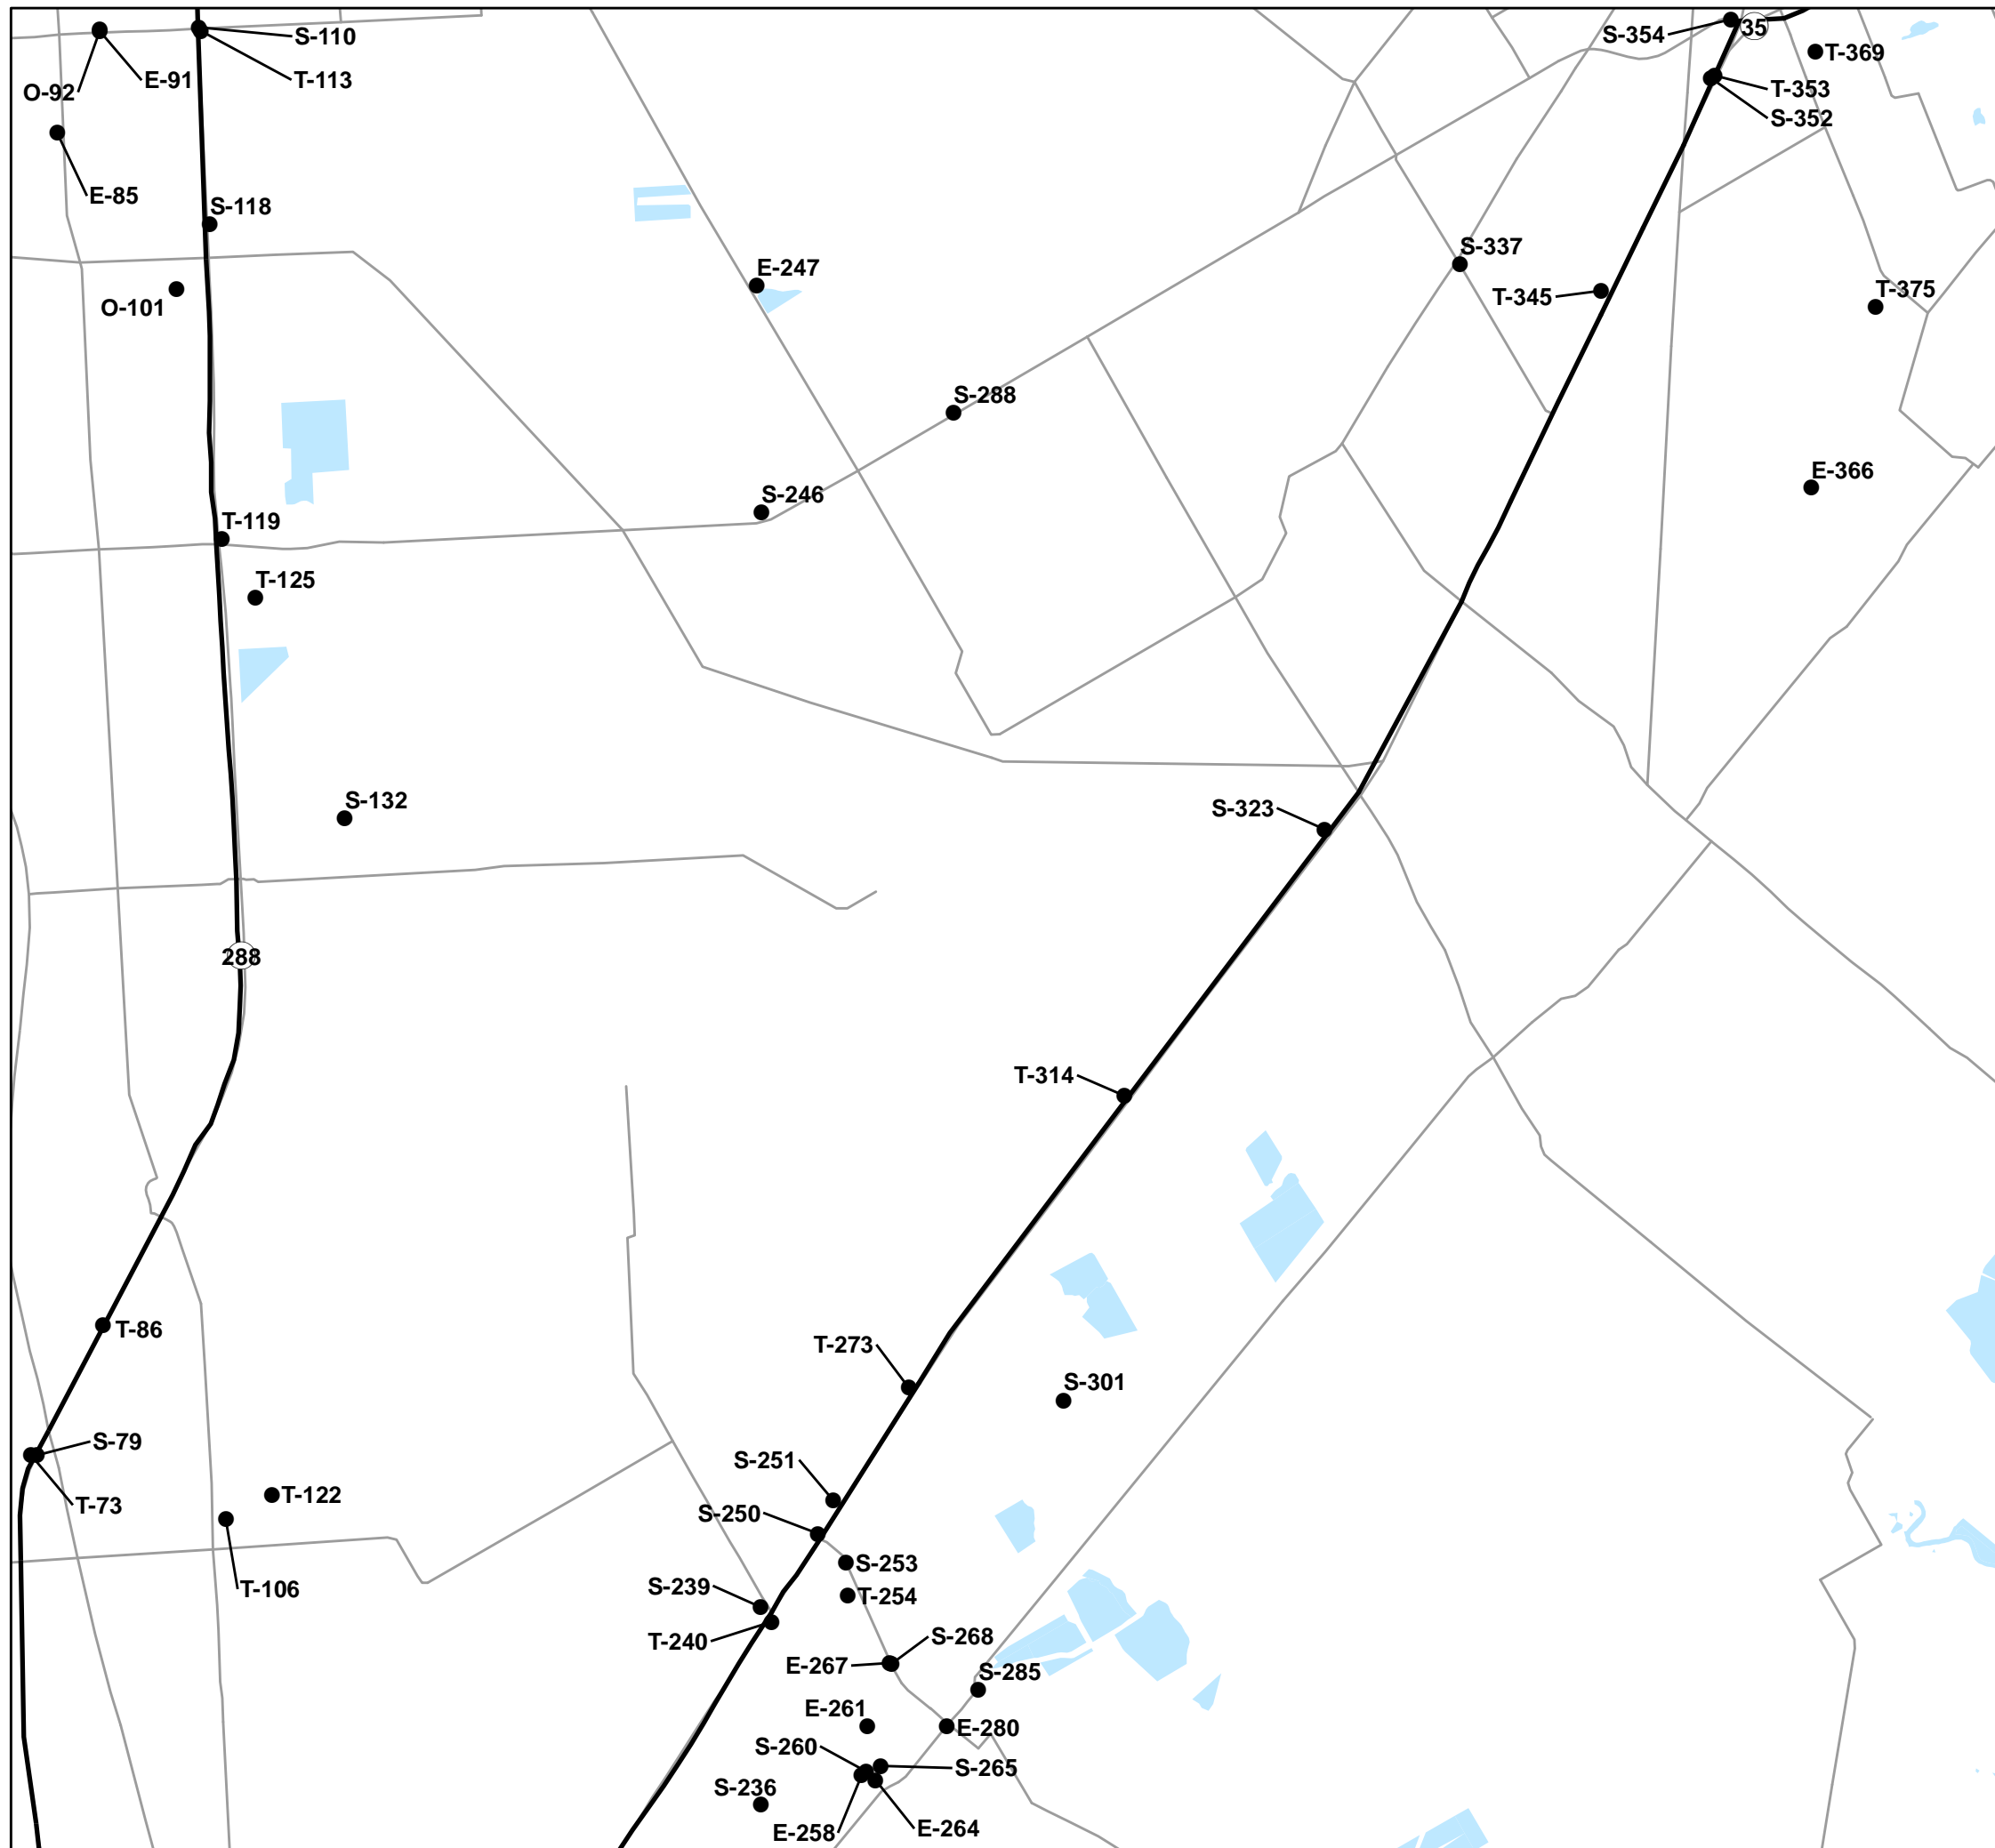 S-354
35
S-110
T-369
O-92
E-91
T-113
T-353
S-352
E-85
S-118
S-337
E-247
T-375
T-345
O-101
S-288
E-366
S-246
T-119
T-125
S-132
S-323
288
T-314
T-86
T-273
S-301
S-79
S-251
T-122
T-73
S-250
S-253
S-239
T-106
T-254
T-240
S-268
E-267
S-285
E-261
E-280
S-260
S-265
S-236
E-264
E-258